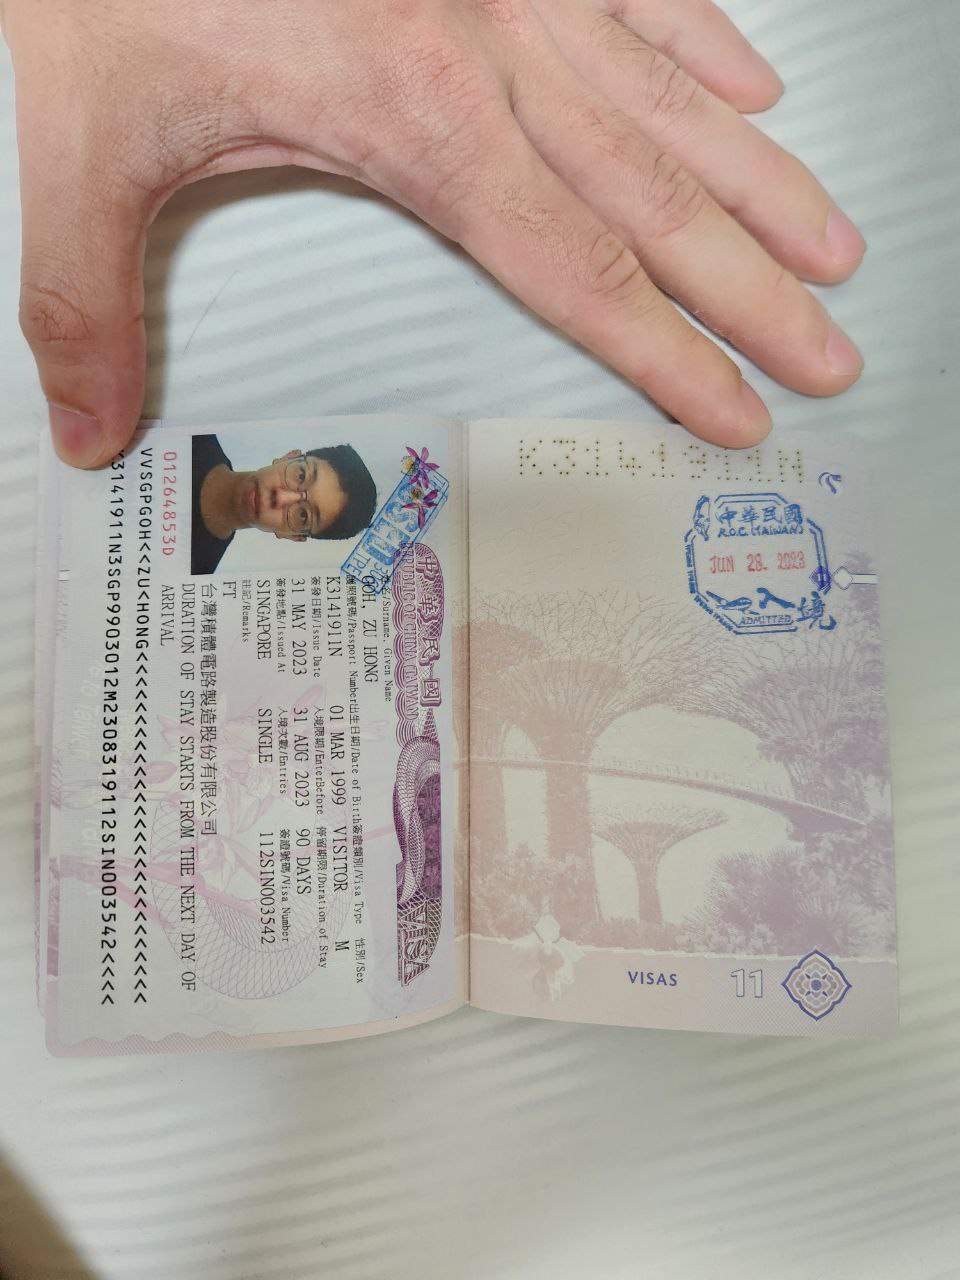 中華民國
REPUBLIC OF CHINA (TAIWAN)
VISA
姓名/Surname, Given Name
GOH, ZU HONG
護照號碼/Passport Number 出生日期/Date of Birth 簽證類別/Visa Type 性別/Sex
K3141911N 01 MAR 1999 VISITOR M
簽發日期/Issue Date 入境限期/EnterBefore 停留期限/Duration of Stay
31 MAY 2023 31 AUG 2023 90 DAYS
簽發地點/Issued At 入境次數/Entries 簽證號碼/Visa Number
SINGAPORE SINGLE 112SIN003542
註記/Remarks
FT
台灣積體電路製造股份有限公司
DURATION OF STAY STARTS FROM THE NEXT DAY OF
ARRIVAL
01264853D
VVSGPGOH<<ZU<HONG<<<<<<<<<<<<<<<<<<<
K3141911N3SGP9903012M2308319112SIN003542<<<<
K3141911N
中華民國
R.O.C.(TAIWAN)
JUN 28. 2023
入境
ADMITTED
VISAS 11